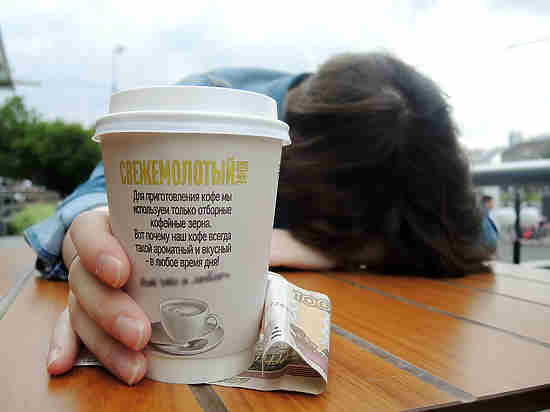 СВЕЖЕМОЛОТЫЙ
Для приготовления кофе мы
используем только отборные
кофейные зерна.
Вот почему наш кофе всегда
такой ароматный и вкусный
- в любое время дня!